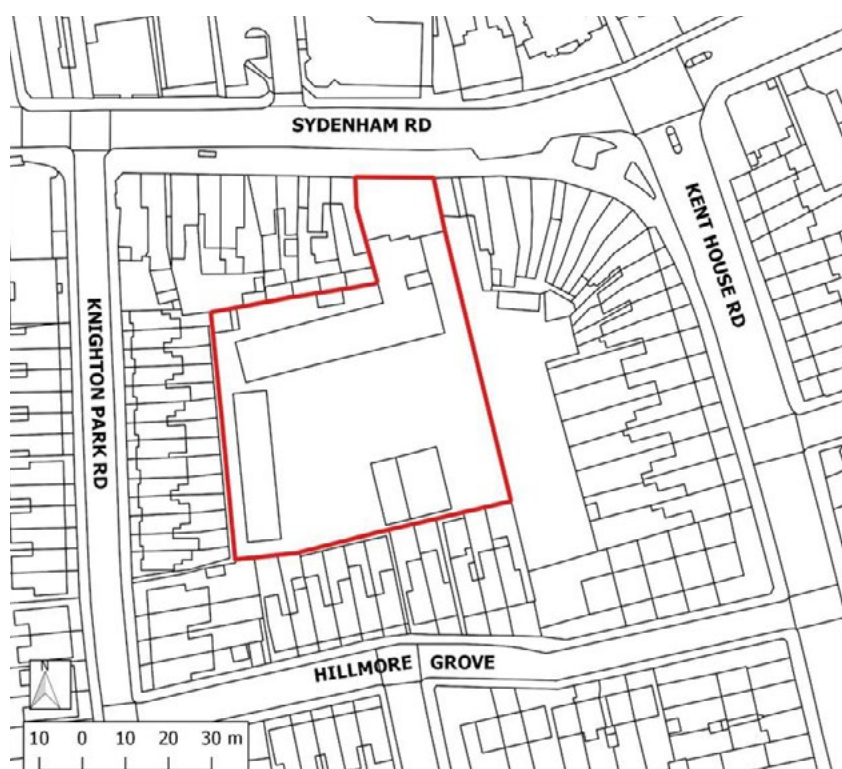 SYDENHAM RD
KENT HOUSE RD
KNIGHTON PARK RD
HILLMORE GROVE
N
10 0 10 20 30 m